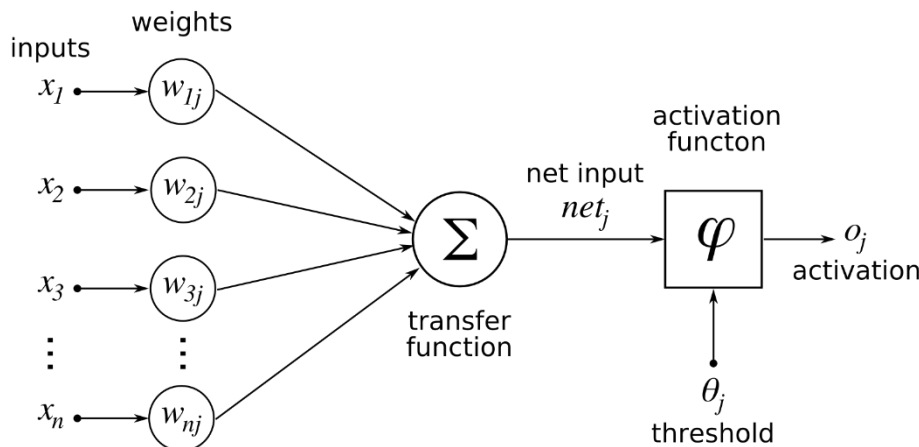 weights
inputs
x₁
w₁ⱼ
activation
functon
x₂
w₂ⱼ
net input
netⱼ
Σ
φ
oⱼ
activation
x₃
w₃ⱼ
transfer
function
⋮
⋮
xₙ
wₙⱼ
θⱼ
threshold